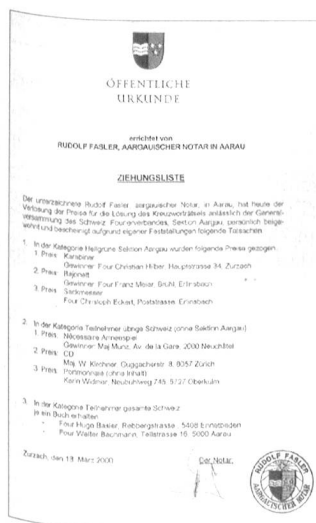 ÖFFENTLICHE
URKUNDE
errichtet von
RUDOLF FASLER, AARGAUISCHER NOTAR IN AARAU
ZIEHUNGSLISTE
Der unterzeichnete Rudolf Fasler, aargauischer Notar, in Aarau, hat heute der
Verlosung der Preise für die Lösung des Kreuzworträtsels anlässlich der General-
versammlung des Schweiz. Fourierverbandes, Sektion Aargau, persönlich beige-
wohnt und bescheinigt aufgrund eigener Feststellungen folgende Tatsachen
1. In der Kategorie Hellgrüne Sektion Aargau wurden folgende Preise gezogen:
1. Preis: Karabiner
Gewinner: Four Christian Hilber, Hauptstrasse 34, Zurzach
2. Preis: Bajonett
Gewinner: Four Franz Meier, Brühl, Erlinsbach
3. Preis: Sackmesser
Four Christoph Eckert, Poststrasse, Erlinsbach
2. In der Kategorie Teilnehmer übrige Schweiz (ohne Sektion Aargau)
1. Preis: Nécessaire
Gewinner: Maj Munz, Av. de la Gare, 2000 Neuchâtel
2. Preis: CD
Maj. W. Kirchner, Guggacherstr. 8, 8057 Zürich
3. Preis: Portmonnais (ohne Inhalt)
Karin Widmer, Neubühlweg 748, 5727 Oberkulm
3. In der Kategorie Teilnehmer gesamte Schweiz
je ein Buch erhalten
- Four Hugo Basler, Rebbergstrasse, 5408 Ennetbaden
- Four Walter Bachmann, Tellstrasse 16, 5000 Aarau
Zurzach, den 18. März 2000 Der Notar:
RUDOLF FASLER
AARGAUISCHER NOTAR